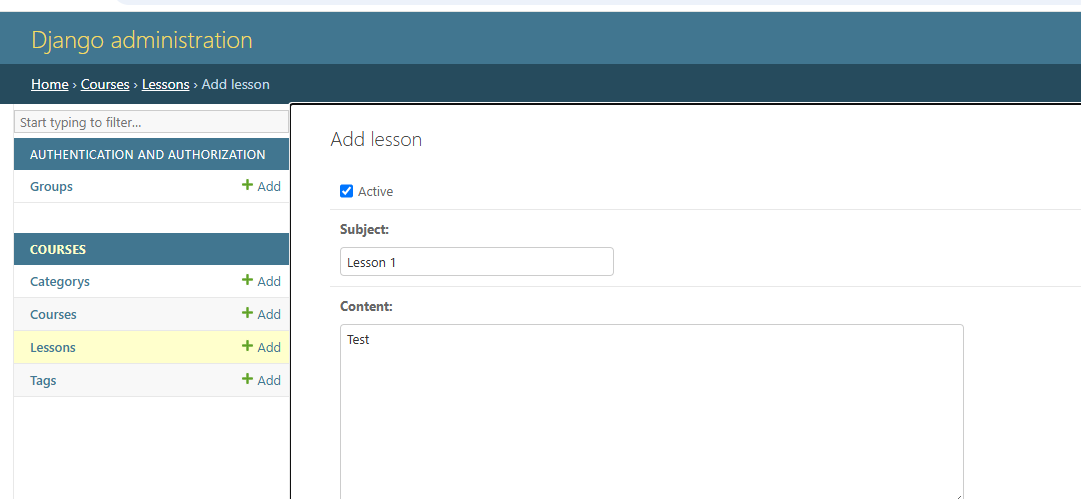 Django administration
Home › Courses › Lessons › Add lesson
Start typing to filter...
AUTHENTICATION AND AUTHORIZATION
Groups + Add
COURSES
Categorys + Add
Courses + Add
Lessons + Add
Tags + Add
Add lesson
Active
Subject:
Lesson 1
Content:
Test